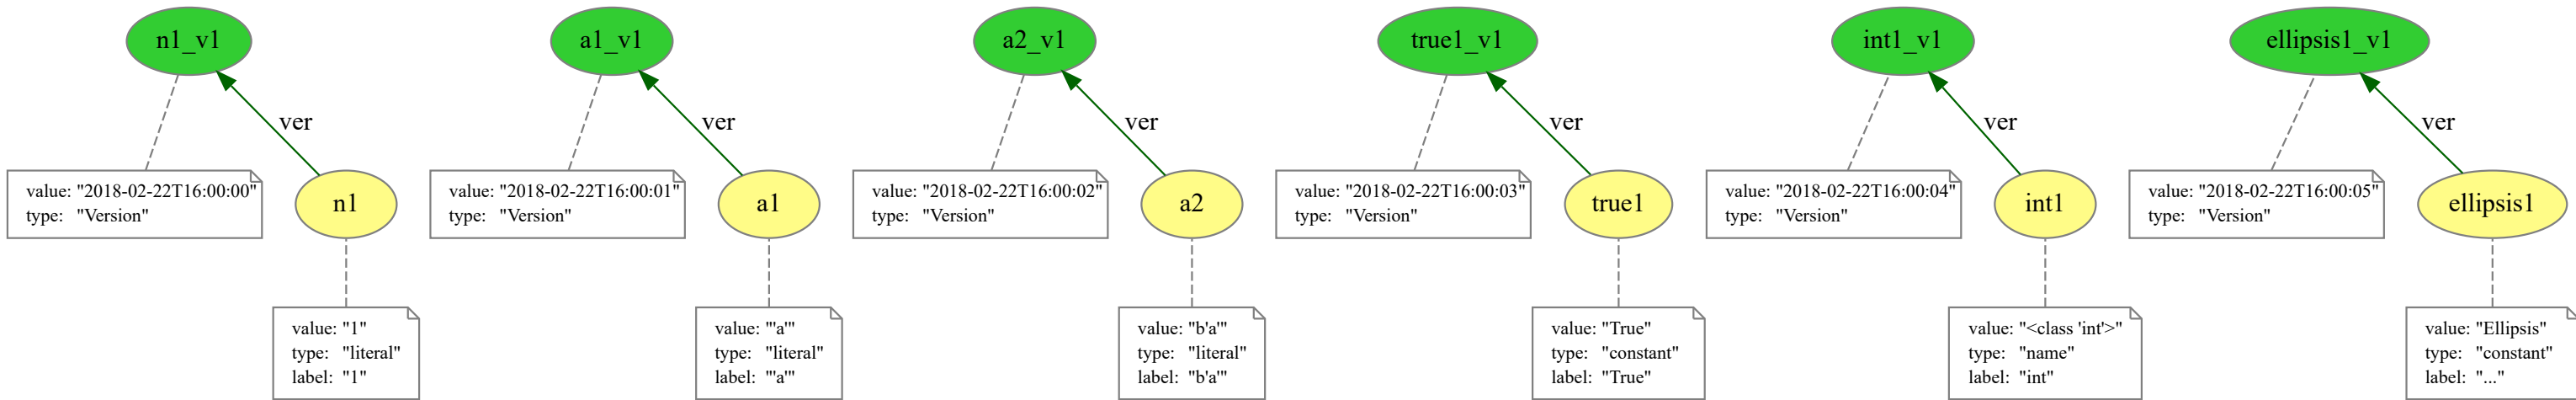 n1_v1
a1_v1
a2_v1
true1_v1
int1_v1
ellipsis1_v1
ver
ver
ver
ver
ver
ver
value: "2018-02-22T16:00:00"
type: "Version"
n1
value: "2018-02-22T16:00:01"
type: "Version"
a1
value: "2018-02-22T16:00:02"
type: "Version"
a2
value: "2018-02-22T16:00:03"
type: "Version"
true1
value: "2018-02-22T16:00:04"
type: "Version"
int1
value: "2018-02-22T16:00:05"
type: "Version"
ellipsis1
value: "1"
type: "literal"
label: "1"
value: "'a'"
type: "literal"
label: "'a'"
value: "b'a'"
type: "literal"
label: "b'a'"
value: "True"
type: "constant"
label: "True"
value: "<class 'int'>"
type: "name"
label: "int"
value: "Ellipsis"
type: "constant"
label: "..."